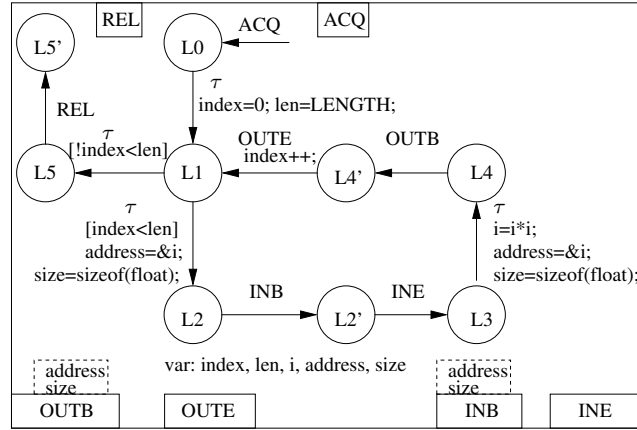 REL
ACQ
L5'
L0
ACQ
τ
index=0; len=LENGTH;
REL
τ
[!index<len]
OUTE
index++;
OUTB
L5
L1
L4'
L4
τ
[index<len]
address=&i;
size=sizeof(float);
τ
i=i*i;
address=&i;
size=sizeof(float);
INB
INE
L2
L2'
L3
var: index, len, i, address, size
address
size
address
size
OUTB
OUTE
INB
INE